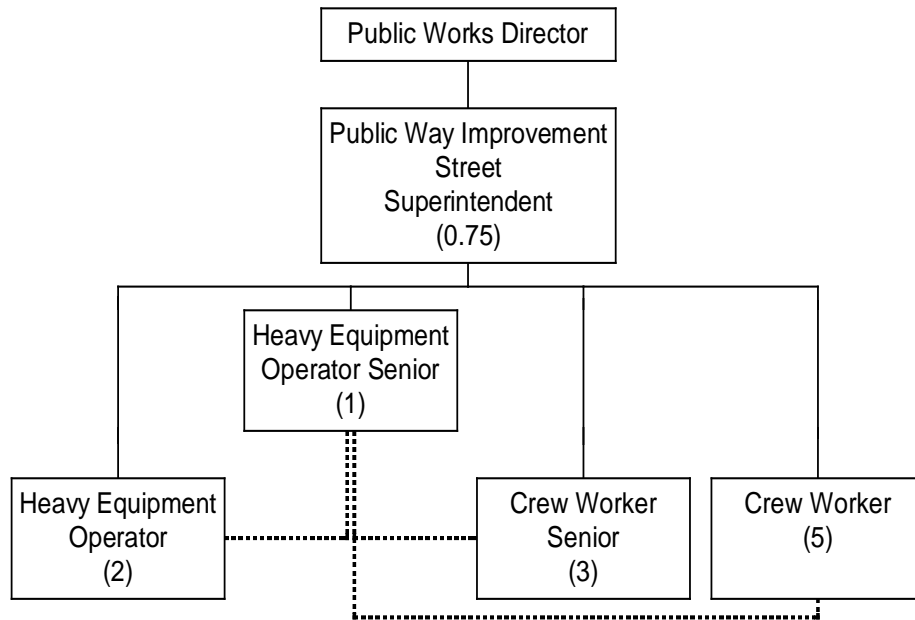 Public Works Director
Public Way Improvement
Street
Superintendent
(0.75)
Heavy Equipment
Operator Senior
(1)
Heavy Equipment
Operator
(2)
Crew Worker
Senior
(3)
Crew Worker
(5)